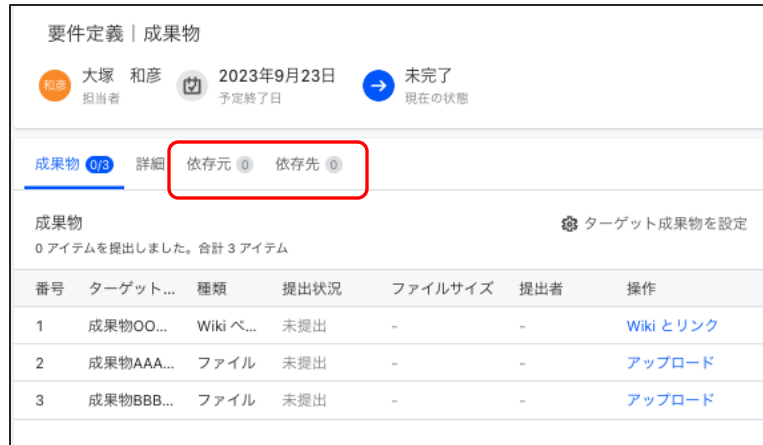 要件定義｜成果物
和彦 大塚 和彦 2023年9月23日 未完了
担当者 予定終了日 現在の状態
成果物 0/3 詳細 依存元 0 依存先 0
成果物 ターゲット成果物を設定
0 アイテムを提出しました。合計 3 アイテム
番号 ターゲット... 種類 提出状況 ファイルサイズ 提出者 操作
1 成果物OO... Wiki ペ... 未提出 - - Wiki とリンク
2 成果物AAA... ファイル 未提出 - - アップロード
3 成果物BBB... ファイル 未提出 - - アップロード